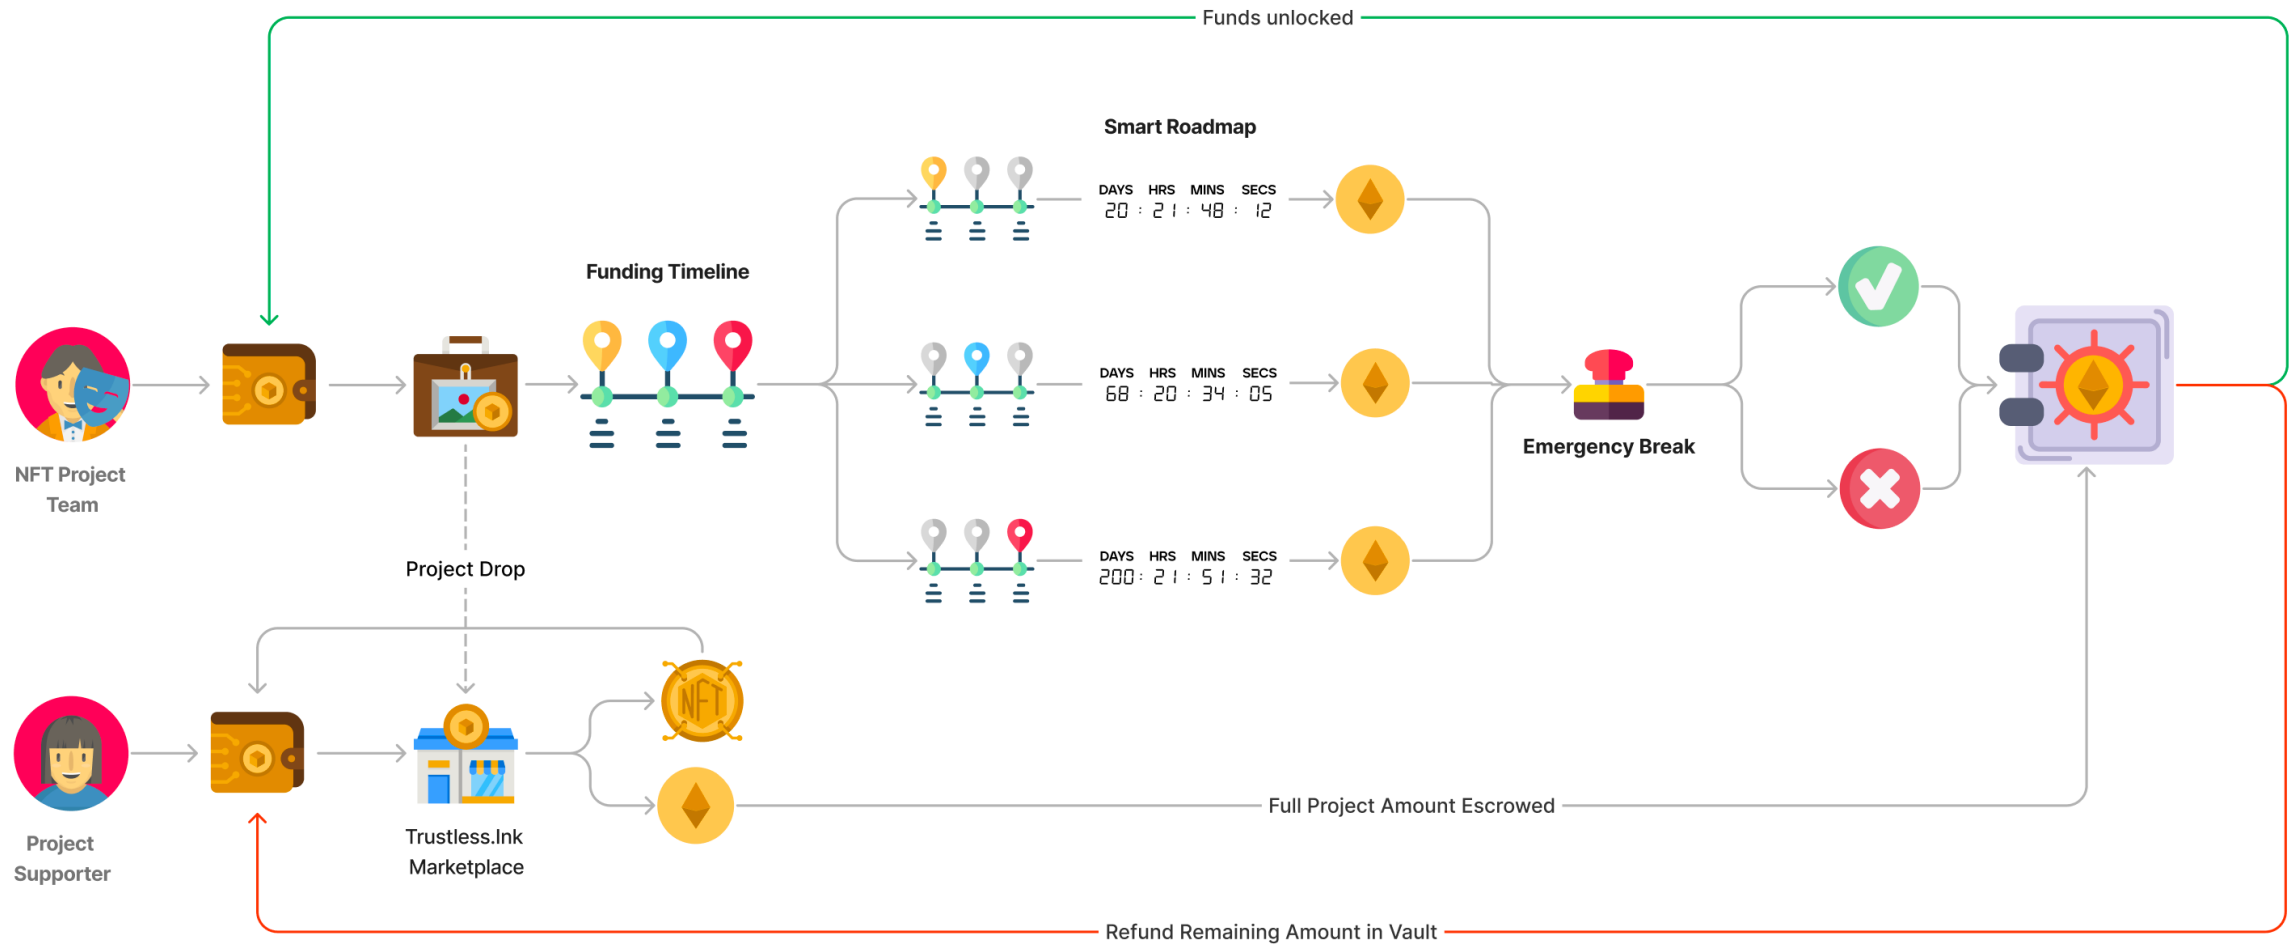 Funds unlocked
Smart Roadmap
DAYS HRS MINS SECS
20 : 21 : 48 : 12
Funding Timeline
DAYS HRS MINS SECS
68 : 20 : 34 : 05
Emergency Break
NFT Project
Team
DAYS HRS MINS SECS
200 : 21 : 51 : 32
Project Drop
NFT
Full Project Amount Escrowed
Trustless.Ink
Marketplace
Project
Supporter
Refund Remaining Amount in Vault